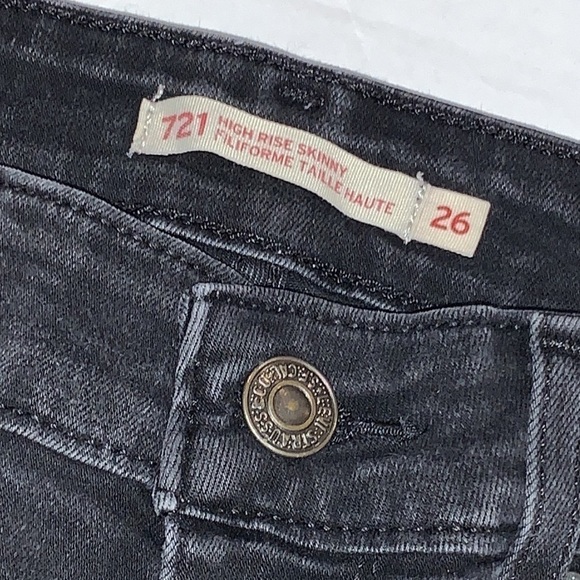 721
HIGH RISE SKINNY
FILIFORME TAILLE HAUTE
26